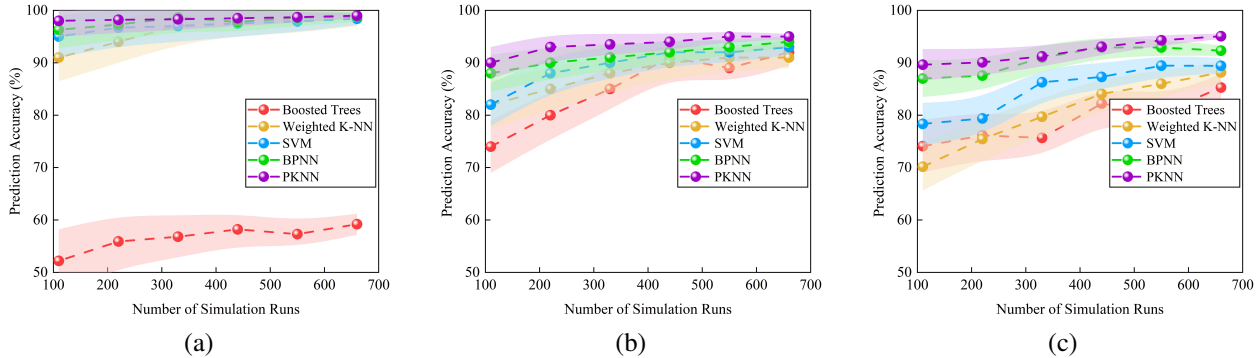 100
90
80
70
60
50
Prediction Accuracy (%)
Boosted Trees
Weighted K-NN
SVM
BPNN
PKNN
100 200 300 400 500 600 700
Number of Simulation Runs
(a)
100
90
80
70
60
50
Prediction Accuracy (%)
Boosted Trees
Weighted K-NN
SVM
BPNN
PKNN
100 200 300 400 500 600 700
Number of Simulation Runs
(b)
100
90
80
70
60
50
Prediction Accuracy (%)
Boosted Trees
Weighted K-NN
SVM
BPNN
PKNN
100 200 300 400 500 600 700
Number of Simulation Runs
(c)